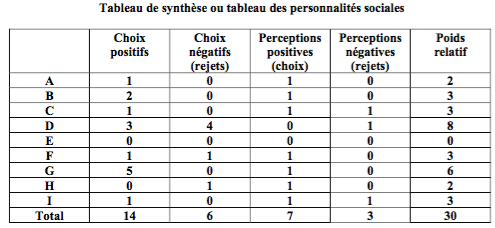 Tableau de synthèse ou tableau des personnalités sociales
Choix positifs Choix négatifs (rejets) Perceptions positives (choix) Perceptions négatives (rejets) Poids relatif
A 1 0 1 0 2
B 2 0 1 0 3
C 1 0 1 1 3
D 3 4 0 1 8
E 0 0 0 0 0
F 1 1 1 0 3
G 5 0 1 0 6
H 0 1 1 0 2
I 1 0 1 1 3
Total 14 6 7 3 30